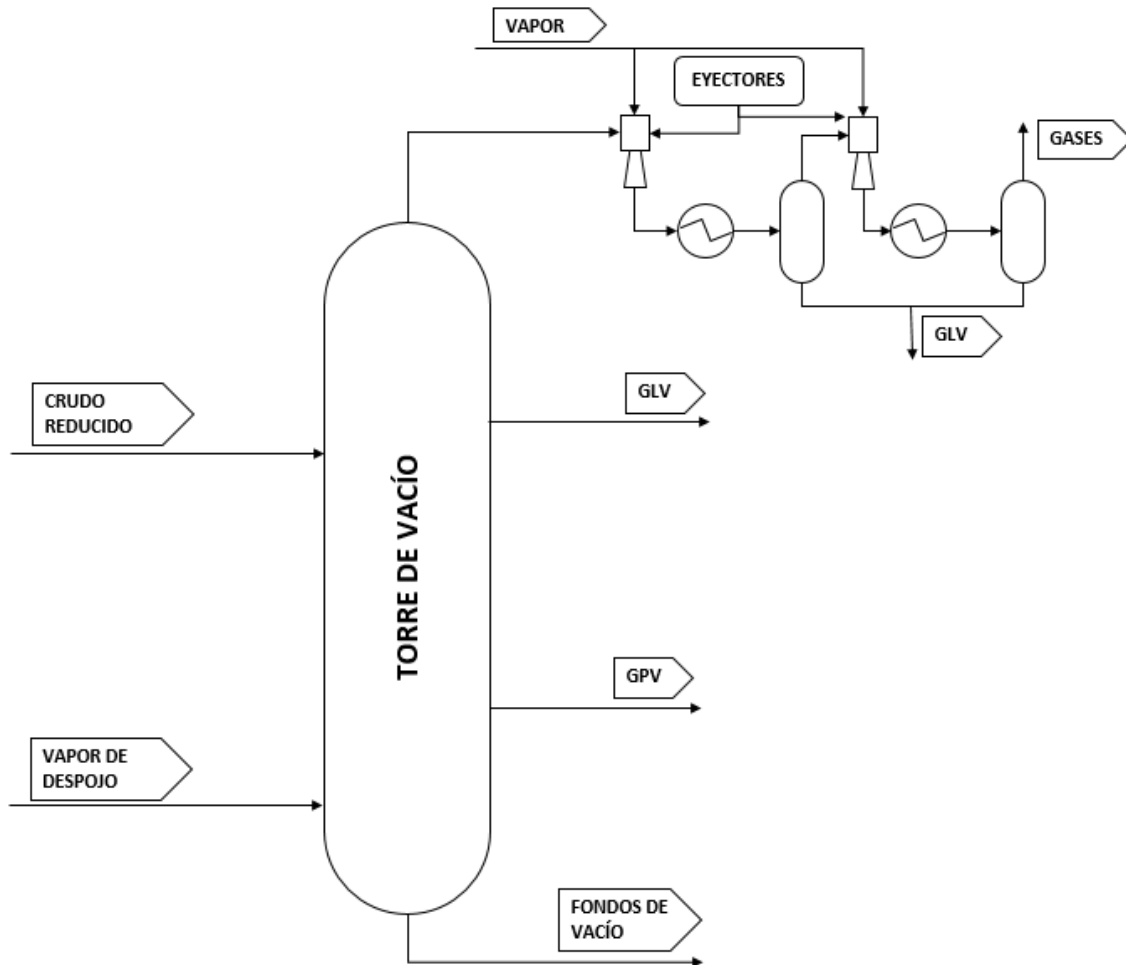 VAPOR
EYECTORES
GASES
GLV
GLV
CRUDO
REDUCIDO
TORRE DE VACÍO
GPV
VAPOR DE
DESPOJO
FONDOS DE
VACÍO